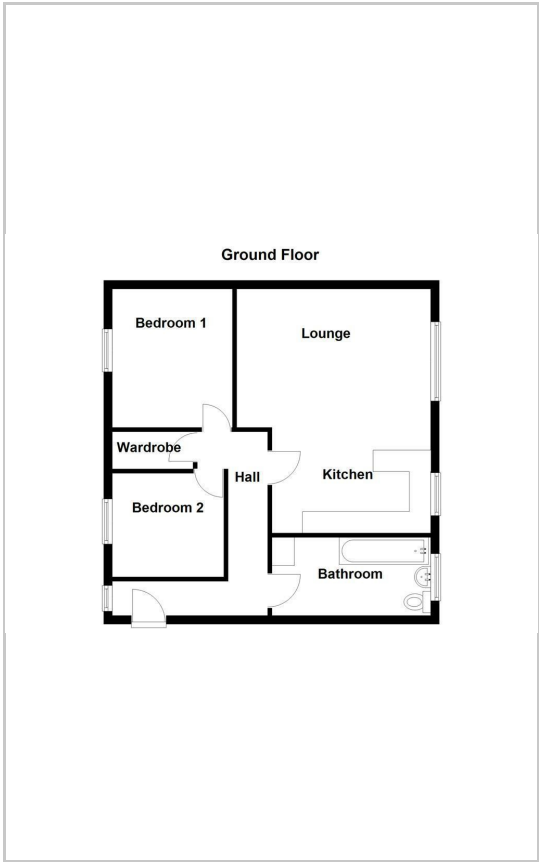 Ground Floor
Bedroom 1
Lounge
Wardrobe
Hall
Kitchen
Bedroom 2
Bathroom